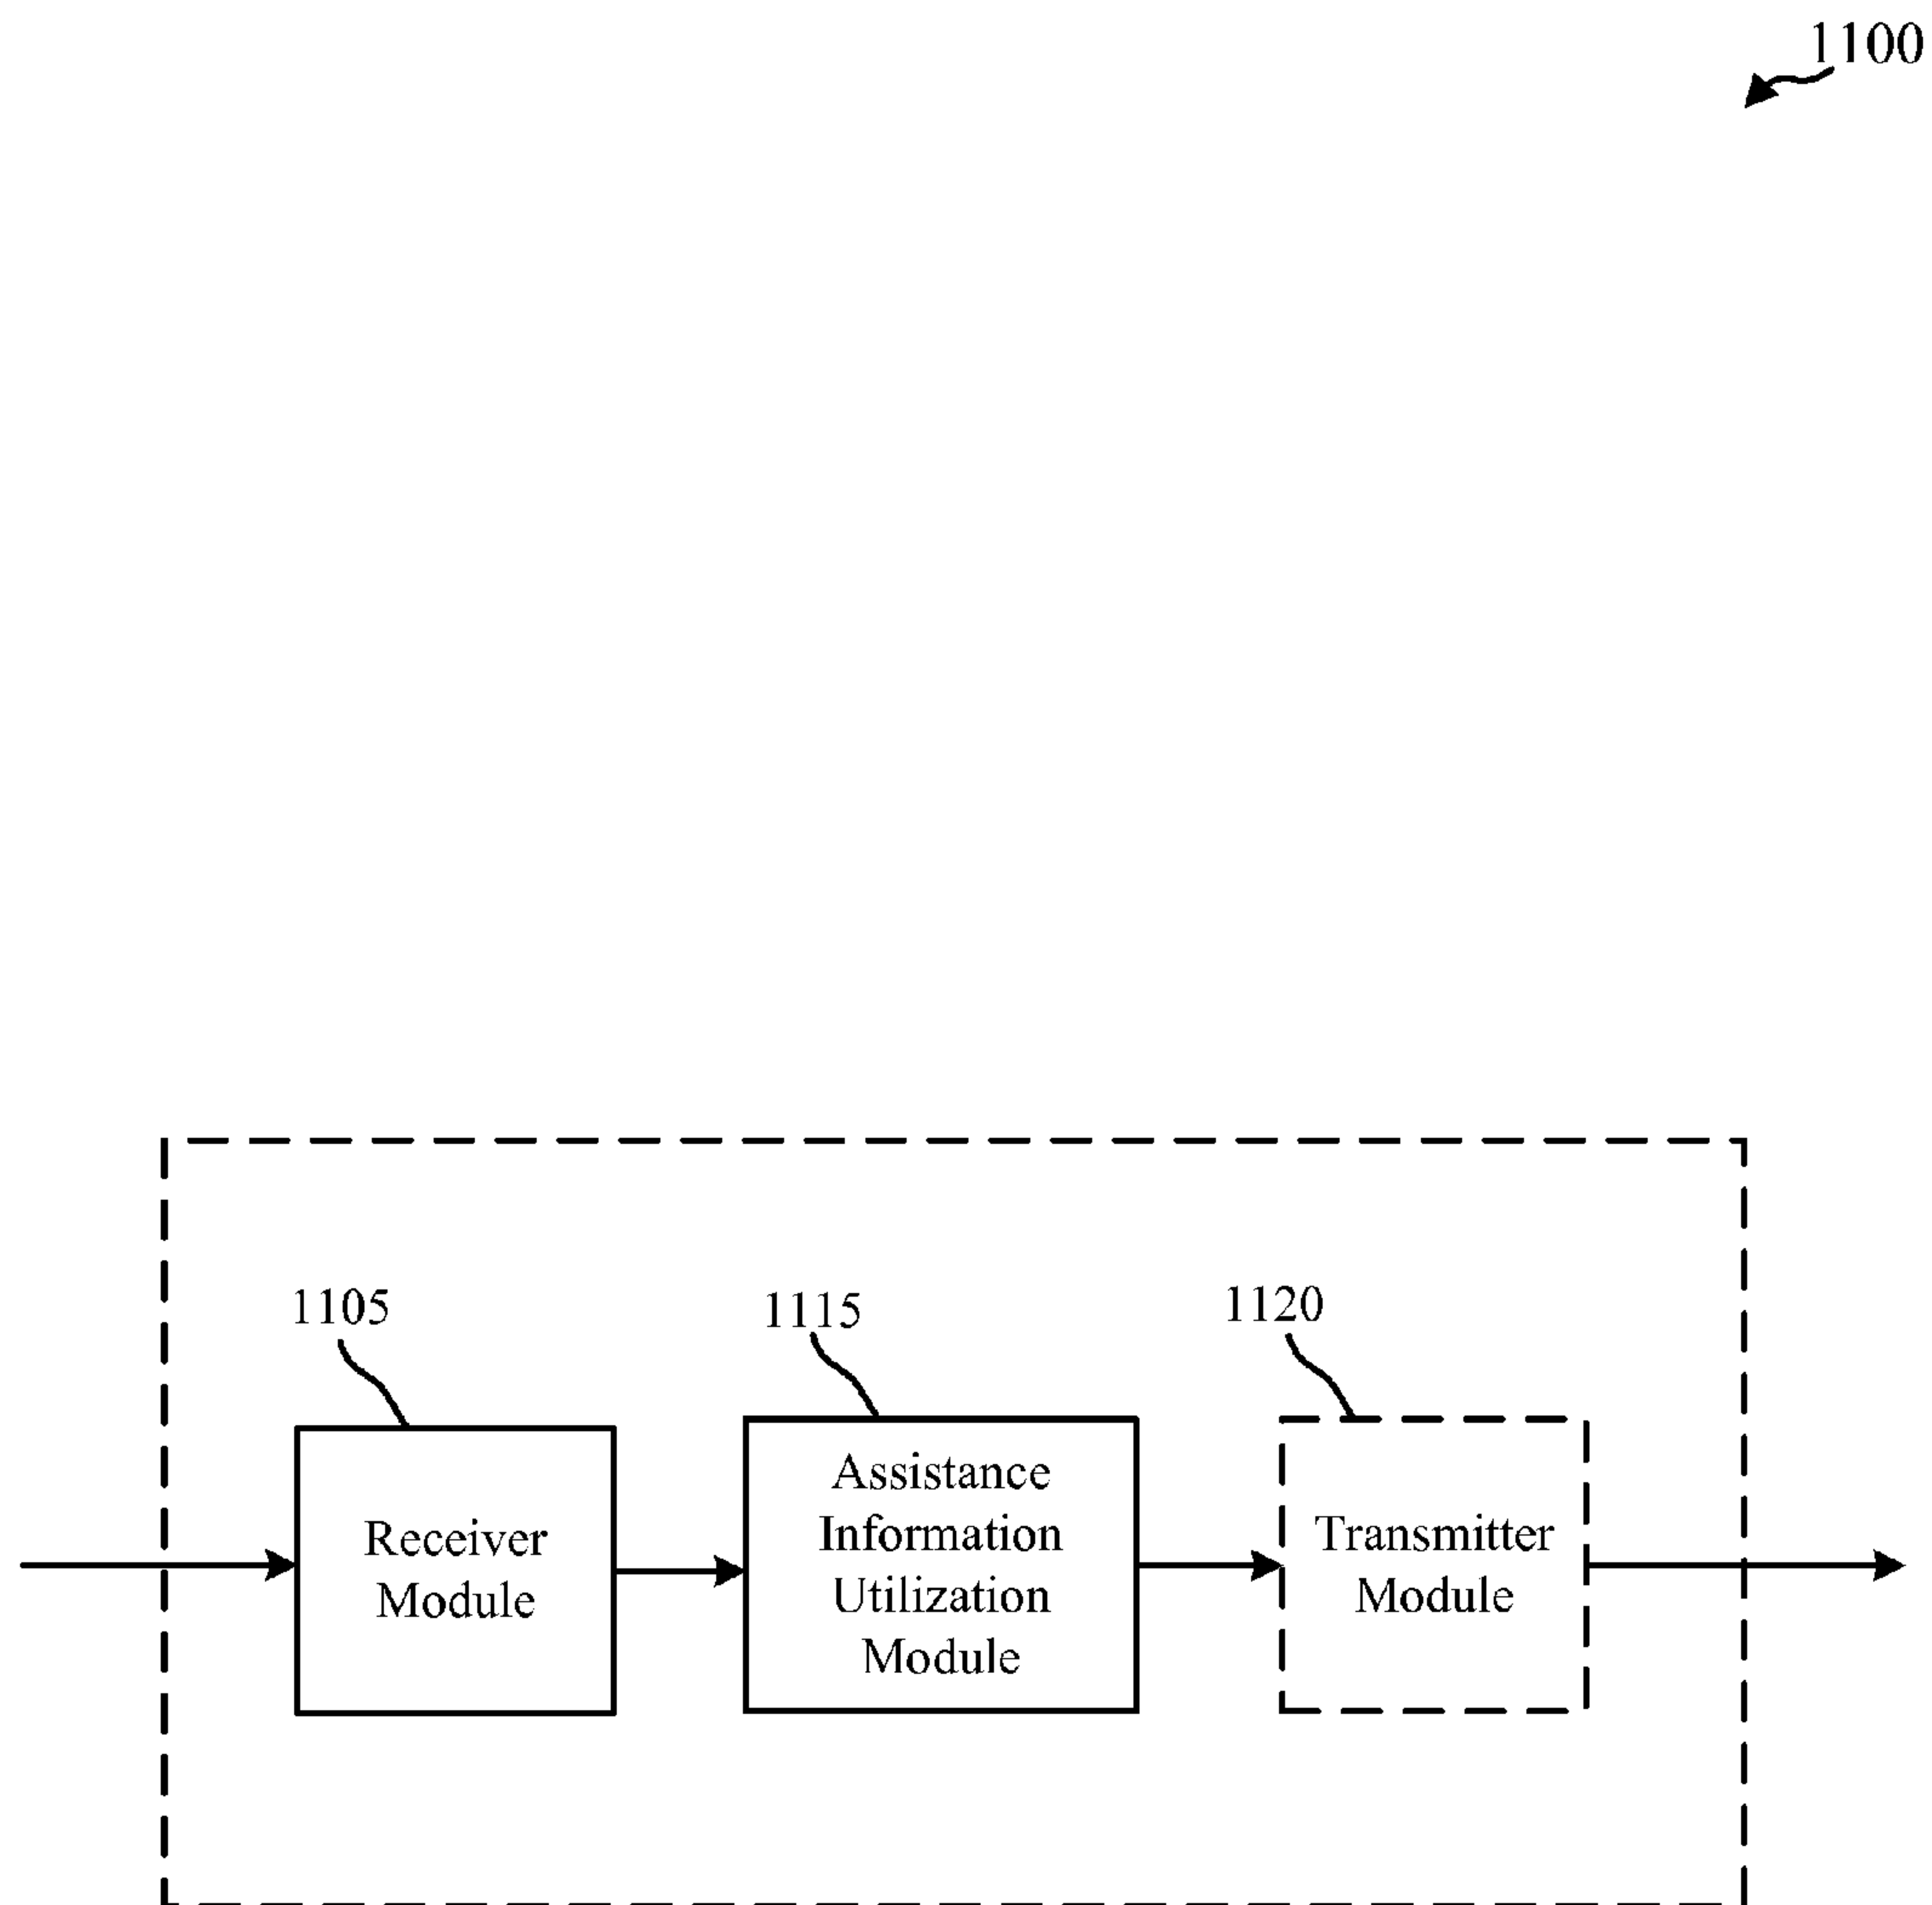 1100
1105
1115
1120
Receiver
Module
Assistance
Information
Utilization
Module
Transmitter
Module